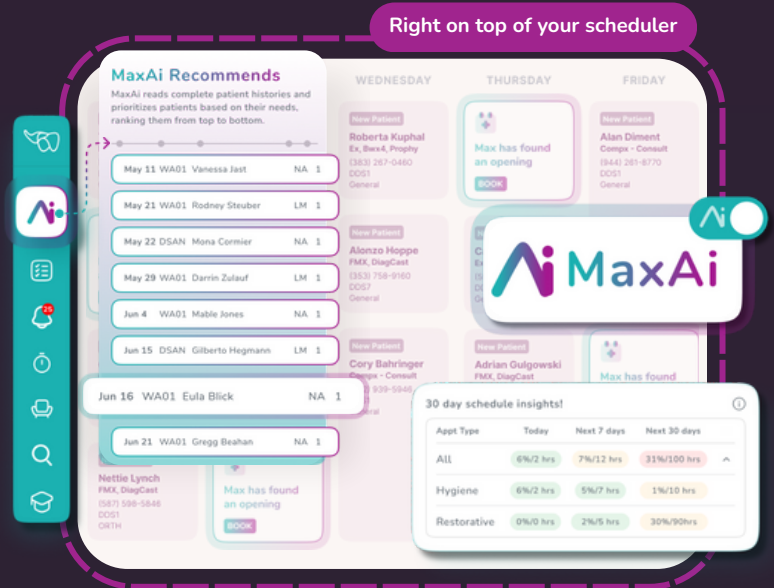 Right on top of your scheduler
MaxAi Recommends
MaxAi reads complete patient histories and
prioritizes patients based on their needs,
ranking them from top to bottom.
May 11 WA01 Vanessa Jast NA 1
May 21 WA01 Rodney Steuber LM 1
May 22 DSAN Mona Cormier NA 1
May 29 WA01 Darrin Zulauf LM 1
Jun 4 WA01 Mable Jones NA 1
Jun 15 DSAN Gilberto Hegmann LM 1
Jun 16 WA01 Eula Blick NA 1
Jun 21 WA01 Gregg Beahan NA 1
Ai
25
Nettie Lynch
FMX, DiagCast
(587) 598-5846
DDS1
ORTH
Max has found
an opening
BOOK
WEDNESDAY
New Patient
Roberta Kuphal
Ex, Bwx4, Prophy
(383) 267-0460
DDS1
General
New Patient
Alonzo Hoppe
FMX, DiagCast
(353) 758-9160
DDS7
General
New Patient
Cory Bahringer
Compx - Consult
939-5946
THURSDAY
Max has found
an opening
BOOK
New Patient
Adrian Gulgowski
FMX, DiagCast
FRIDAY
New Patient
Alan Diment
Compx - Consult
(944) 261-8770
DDS1
General
Max has found
Ai
Ai MaxAi
30 day schedule insights!
Appt Type Today Next 7 days Next 30 days
All 6%/2 hrs 7%/12 hrs 31%/100 hrs
Hygiene 6%/2 hrs 5%/7 hrs 1%/10 hrs
Restorative 0%/0 hrs 2%/5 hrs 30%/90hrs